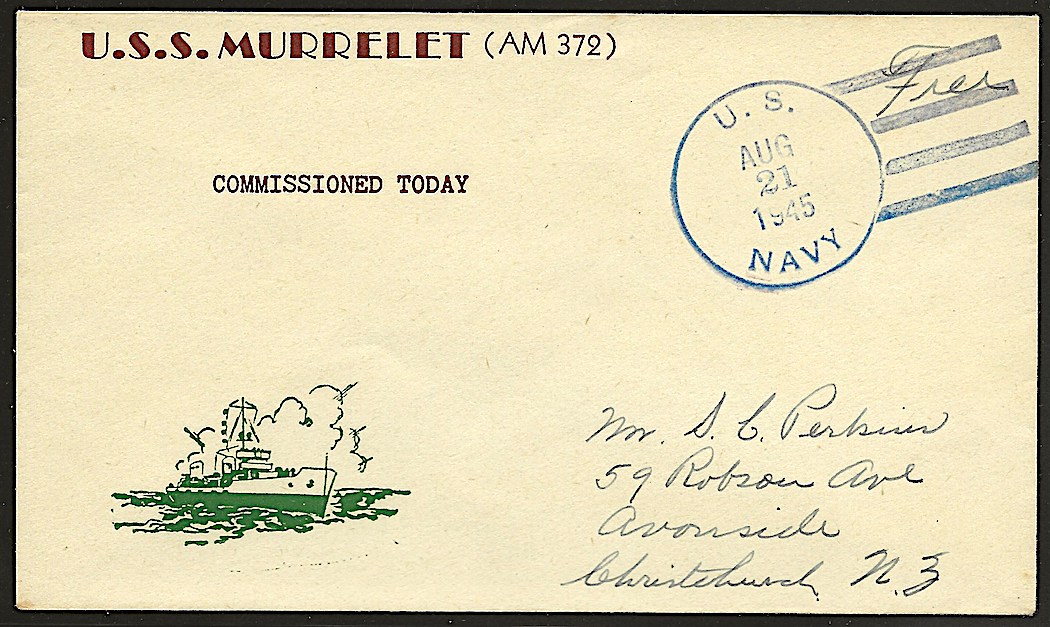 U.S.S. MURRELET (AM 372)
Free
U. S.
AUG
21
1945
NAVY
COMMISSIONED TODAY
Mr. S. C. Perkins
59 Robson Ave
Avonside
Christchurch N. Z